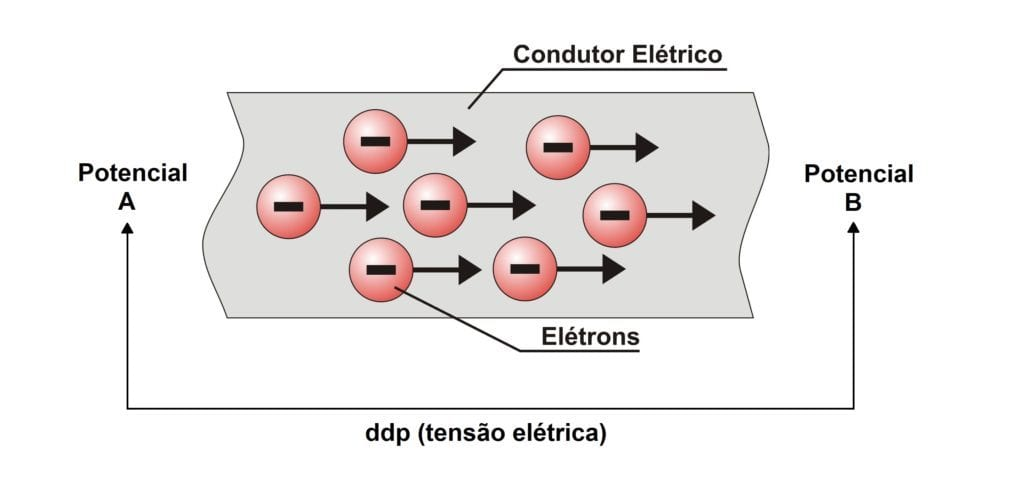 Condutor Elétrico
Potencial
A
Potencial
B
Elétrons
ddp (tensão elétrica)